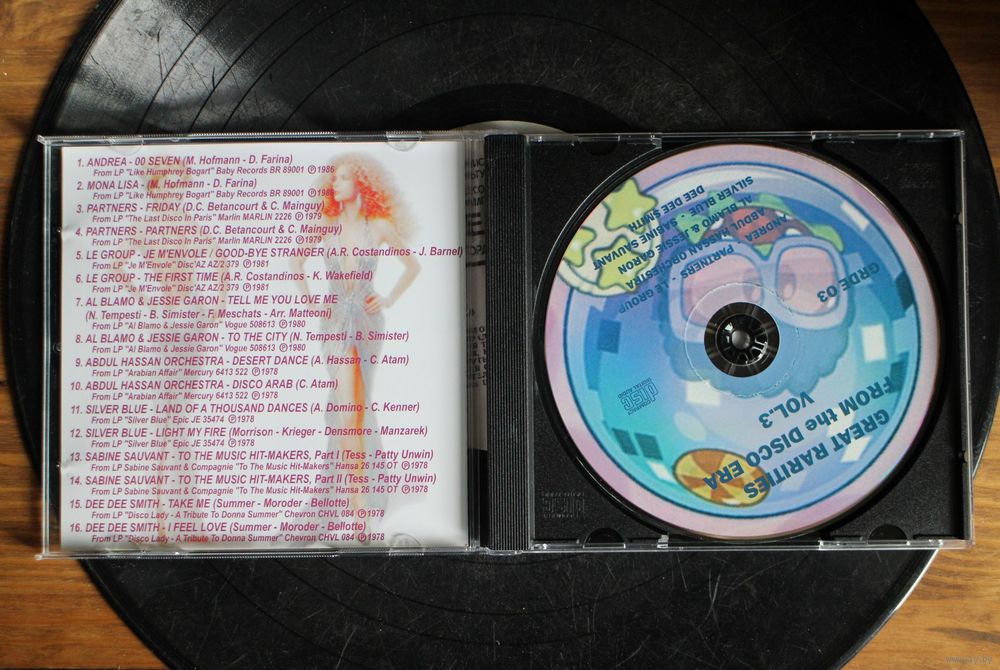 1. ANDREA - 00 SEVEN (M. Hofmann - D. Farina)
From LP "Like Humphrey Bogart" Baby Records BR 89001 ℗1986
2. MONA LISA - (M. Hofmann - D. Farina)
From LP "Like Humphrey Bogart" Baby Records BR 89001 ℗1986
3. PARTNERS - FRIDAY (D.C. Betancourt & C. Mainguy)
From LP "The Last Disco In Paris" Marlin MARLIN 2226 ℗ 1979
4. PARTNERS - PARTNERS (D.C. Betancourt & C. Mainguy)
From LP "The Last Disco In Paris" Marlin MARLIN 2226 ℗1979
5. LE GROUP - JE M'ENVOLE / GOOD-BYE STRANGER (A.R. Costandinos - J. Barnel)
From LP "Je M'Envole" Disc'AZ AZ/2 379 ℗1981
6. LE GROUP - THE FIRST TIME (A.R. Costandinos - K. Wakefield)
From LP "Je M'Envole" Disc'AZ AZ/2 379 ℗1981
7. AL BLAMO & JESSIE GARON - TELL ME YOU LOVE ME
(N. Tempesti - B. Simister - F. Meschats - Arr. Matteoni)
From LP "Al Blamo & Jessie Garon" Vogue 508613 ℗1980
8. AL BLAMO & JESSIE GARON - TO THE CITY (N. Tempesti - B. Simister)
From LP "Al Blamo & Jessie Garon" Vogue 508613 ℗1980
9. ABDUL HASSAN ORCHESTRA - DESERT DANCE (A. Hassan - C. Atam)
From LP "Arabian Affair" Mercury 6413 522 ℗1978
10. ABDUL HASSAN ORCHESTRA - DISCO ARAB (C. Atam)
From LP "Arabian Affair" Mercury 6413 522 ℗1978
11. SILVER BLUE - LAND OF A THOUSAND DANCES (A. Domino - C. Kenner)
From LP "Silver Blue" Epic JE 35474 ℗1978
12. SILVER BLUE - LIGHT MY FIRE (Morrison - Krieger - Densmore - Manzarek)
From LP "Silver Blue" Epic JE 35474 ℗1978
13. SABINE SAUVANT - TO THE MUSIC HIT-MAKERS, Part I (Tess - Patty Unwin)
From LP Sabine Sauvant & Compagnie "To The Music Hit-Makers" Hansa 26 145 OT ℗1978
14. SABINE SAUVANT - TO THE MUSIC HIT-MAKERS, Part II (Tess - Patty Unwin)
From LP Sabine Sauvant & Compagnie "To The Music Hit-Makers" Hansa 26 145 OT ℗1978
15. DEE DEE SMITH - TAKE ME (Summer - Moroder - Bellotte)
From LP "Disco Lady - A Tribute To Donna Summer" Chevron CHVL 084 ℗1978
16. DEE DEE SMITH - I FEEL LOVE (Summer - Moroder - Bellotte)
From LP "Disco Lady - A Tribute To Donna Summer" Chevron CHVL 084 ℗1978
GREAT RARITIES
FROM the DISCO ERA
VOL.3
GRDE 03
PARTNERS - LE GROUP
ANDREA
ABDUL HASSAN ORCHESTRA
AL BLAMO & JESSIE GARON
SILVER BLUE - SABINE SAUVANT
DEE DEE SMITH
COMPACT
disc
DIGITAL AUDIO